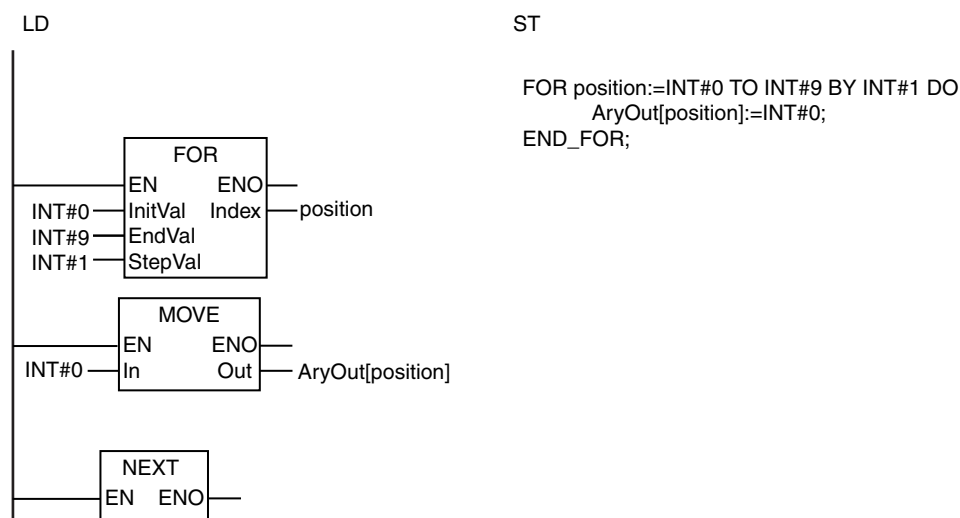 LD
ST
FOR position:=INT#0 TO INT#9 BY INT#1 DO
AryOut[position]:=INT#0;
END_FOR;
FOR
EN ENO
INT#0 InitVal Index position
INT#9 EndVal
INT#1 StepVal
MOVE
EN ENO
INT#0 In Out AryOut[position]
NEXT
EN ENO